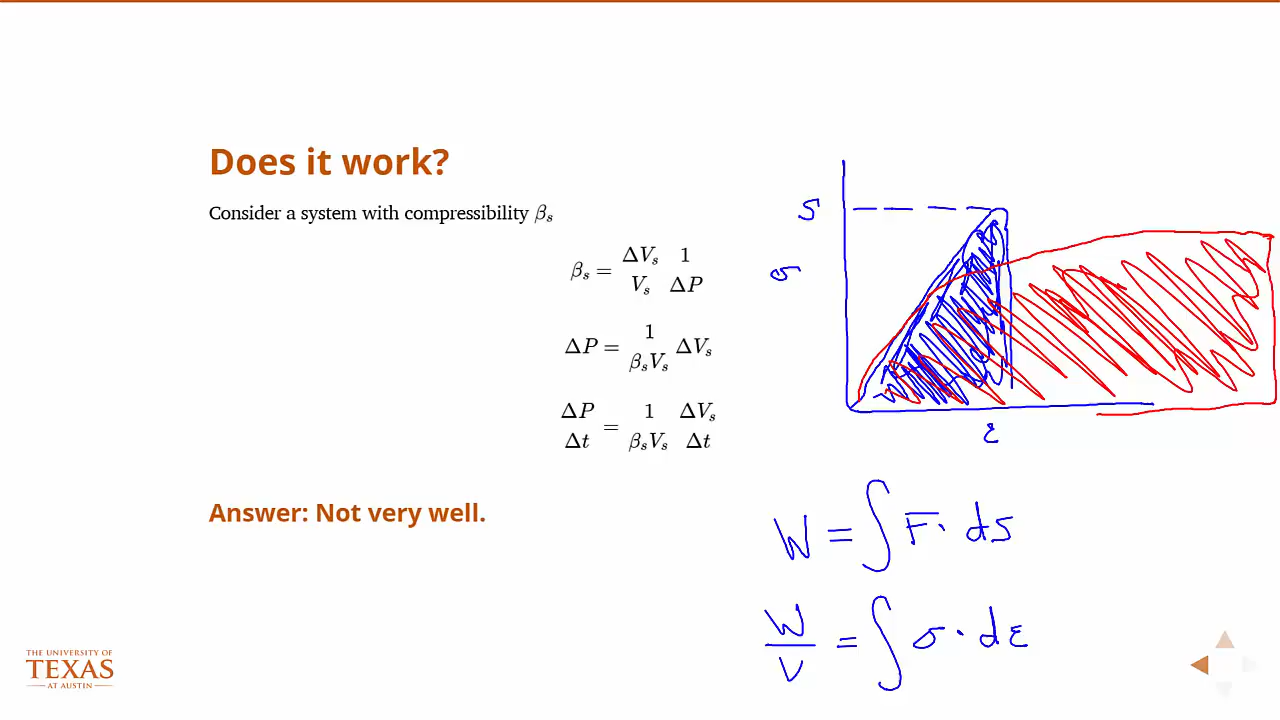 Does it work?
Consider a system with compressibility βs
βs = ΔVs/Vs 1/ΔP
ΔP = 1/(βsVs) ΔVs
ΔP/Δt = 1/(βsVs) ΔVs/Δt
Answer: Not very well.
S
σ
ε
W = ∫ F · ds
W/V = ∫ σ · dε
THE UNIVERSITY OF
TEXAS
AT AUSTIN